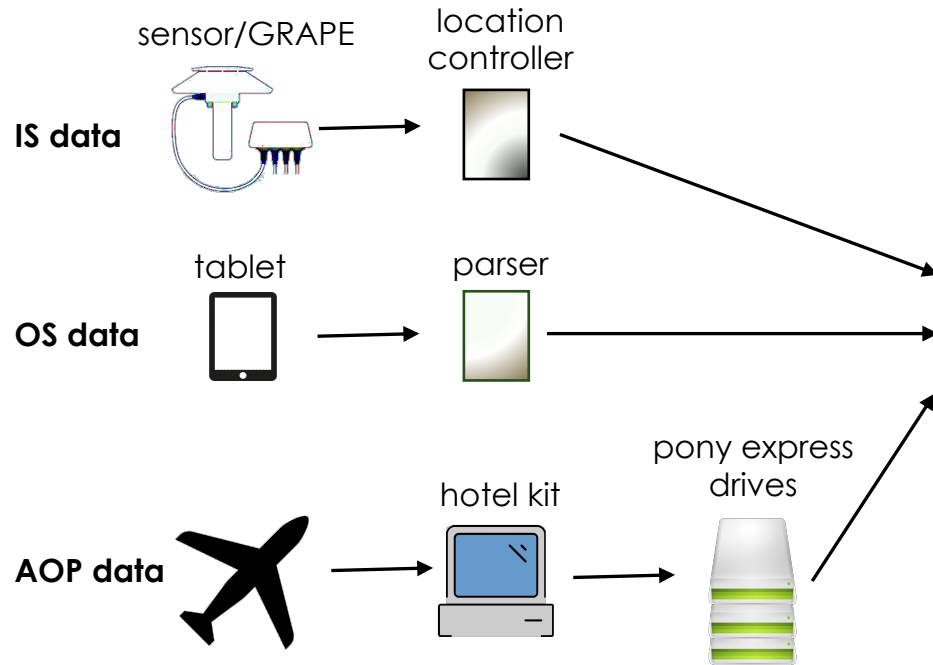 sensor/GRAPE
location
controller
IS data
tablet
parser
OS data
pony express
drives
hotel kit
AOP data